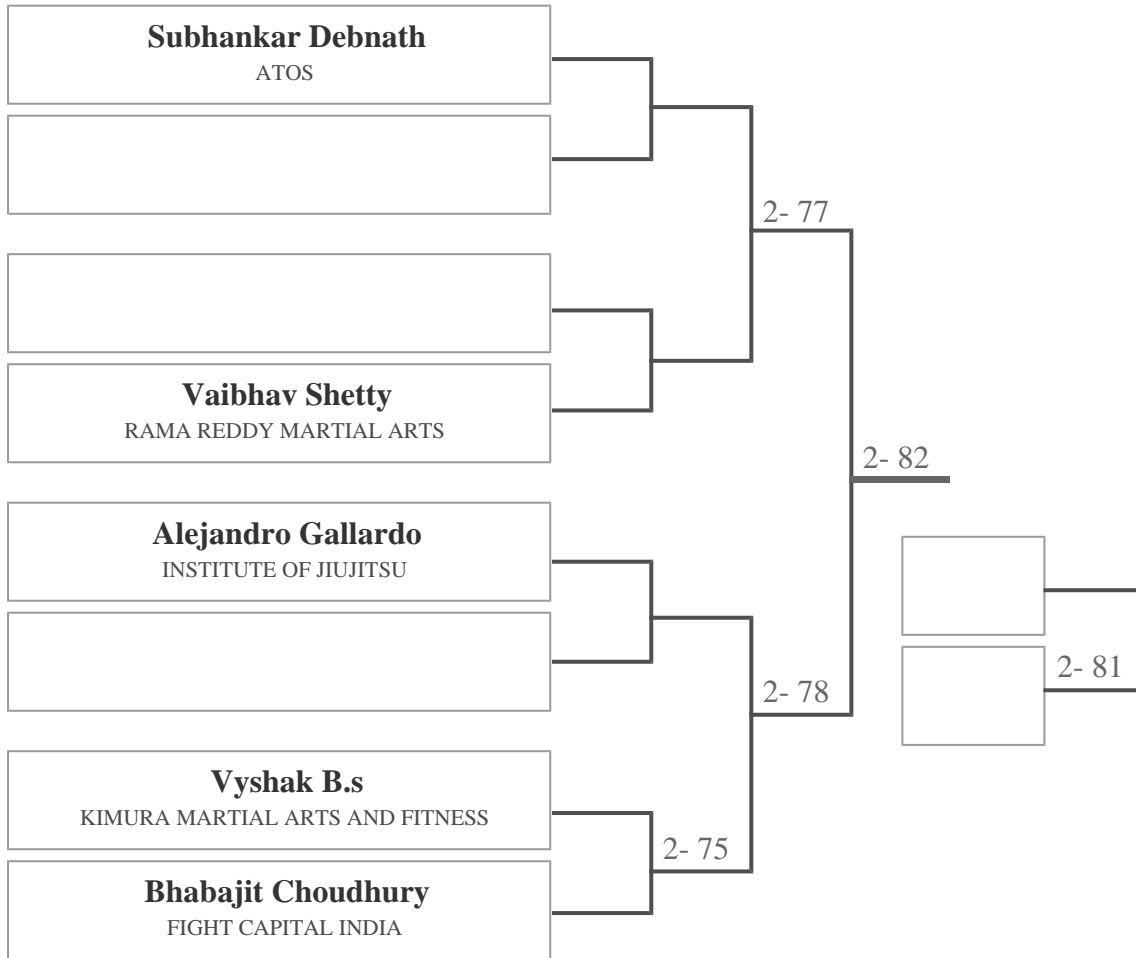 Subhankar Debnath
ATOS
2- 77
Vaibhav Shetty
RAMA REDDY MARTIAL ARTS
2- 82
Alejandro Gallardo
INSTITUTE OF JIUJITSU
2- 81
2- 78
Vyshak B.s
KIMURA MARTIAL ARTS AND FITNESS
2- 75
Bhabajit Choudhury
FIGHT CAPITAL INDIA